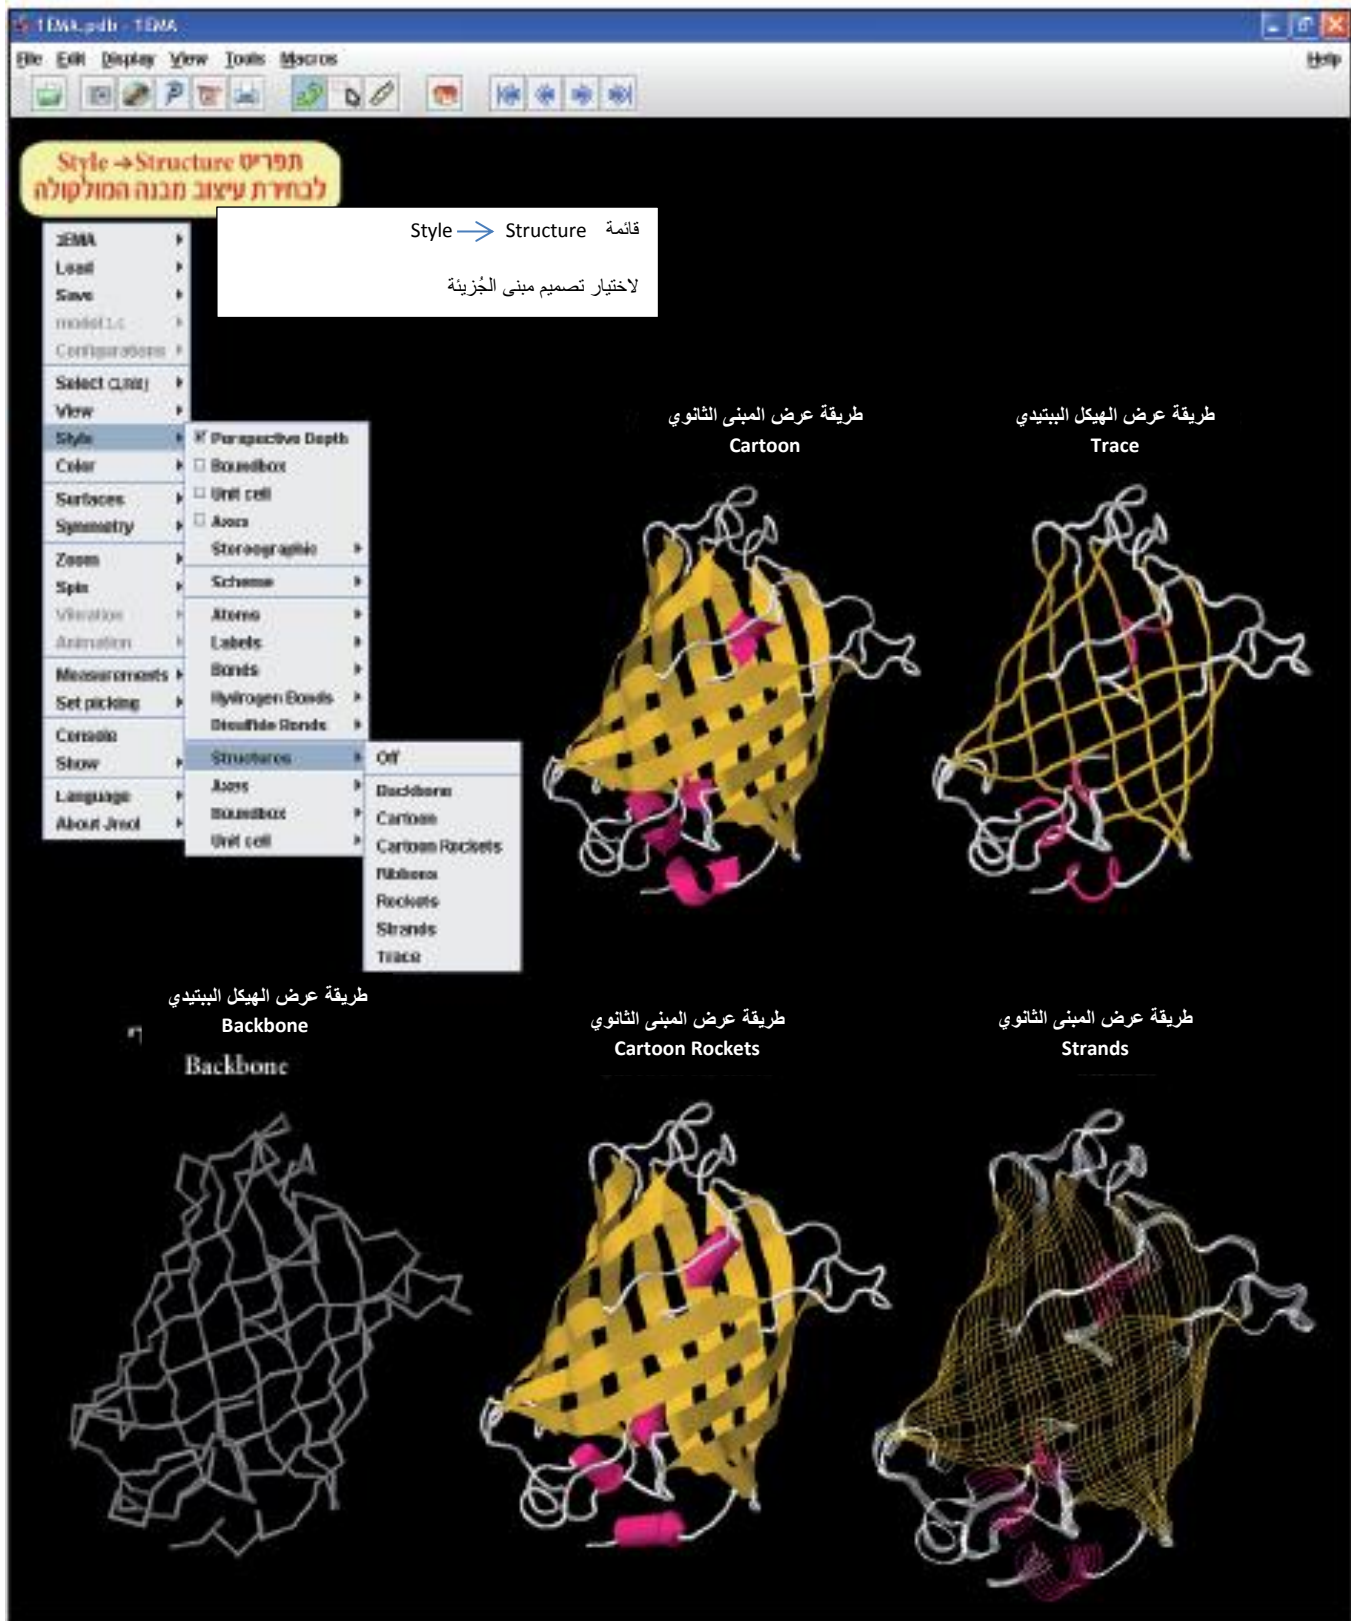 1EMA.pdb - 1EMA
File Edit Display View Tools Macros Help
תפריט Style → Structure
לבחירת עיצוב מבנה המולקולה
قائمة Structure → Style
لاختيار تصميم مبنى الجُزيئة
1EMA
Load
Save
Configurations
Select
View
Style
Color
Surfaces
Symmetry
Zoom
Spin
Vibration
Animation
Measurements
Set picking
Console
Show
Language
About Jmol
Perspective Depth
Boundbox
Unit cell
Axes
Stereographic
Scheme
Atoms
Labels
Bonds
Hydrogen Bonds
Disulfide Bonds
Structures
Axes
Boundbox
Unit cell
Off
Backbone
Cartoon
Cartoon Rockets
Ribbons
Rockets
Strands
Trace
طريقة عرض المبنى الثانوي
Cartoon
طريقة عرض الهيكل الببتيدي
Trace
طريقة عرض الهيكل الببتيدي
Backbone
Backbone
طريقة عرض المبنى الثانوي
Cartoon Rockets
طريقة عرض المبنى الثانوي
Strands